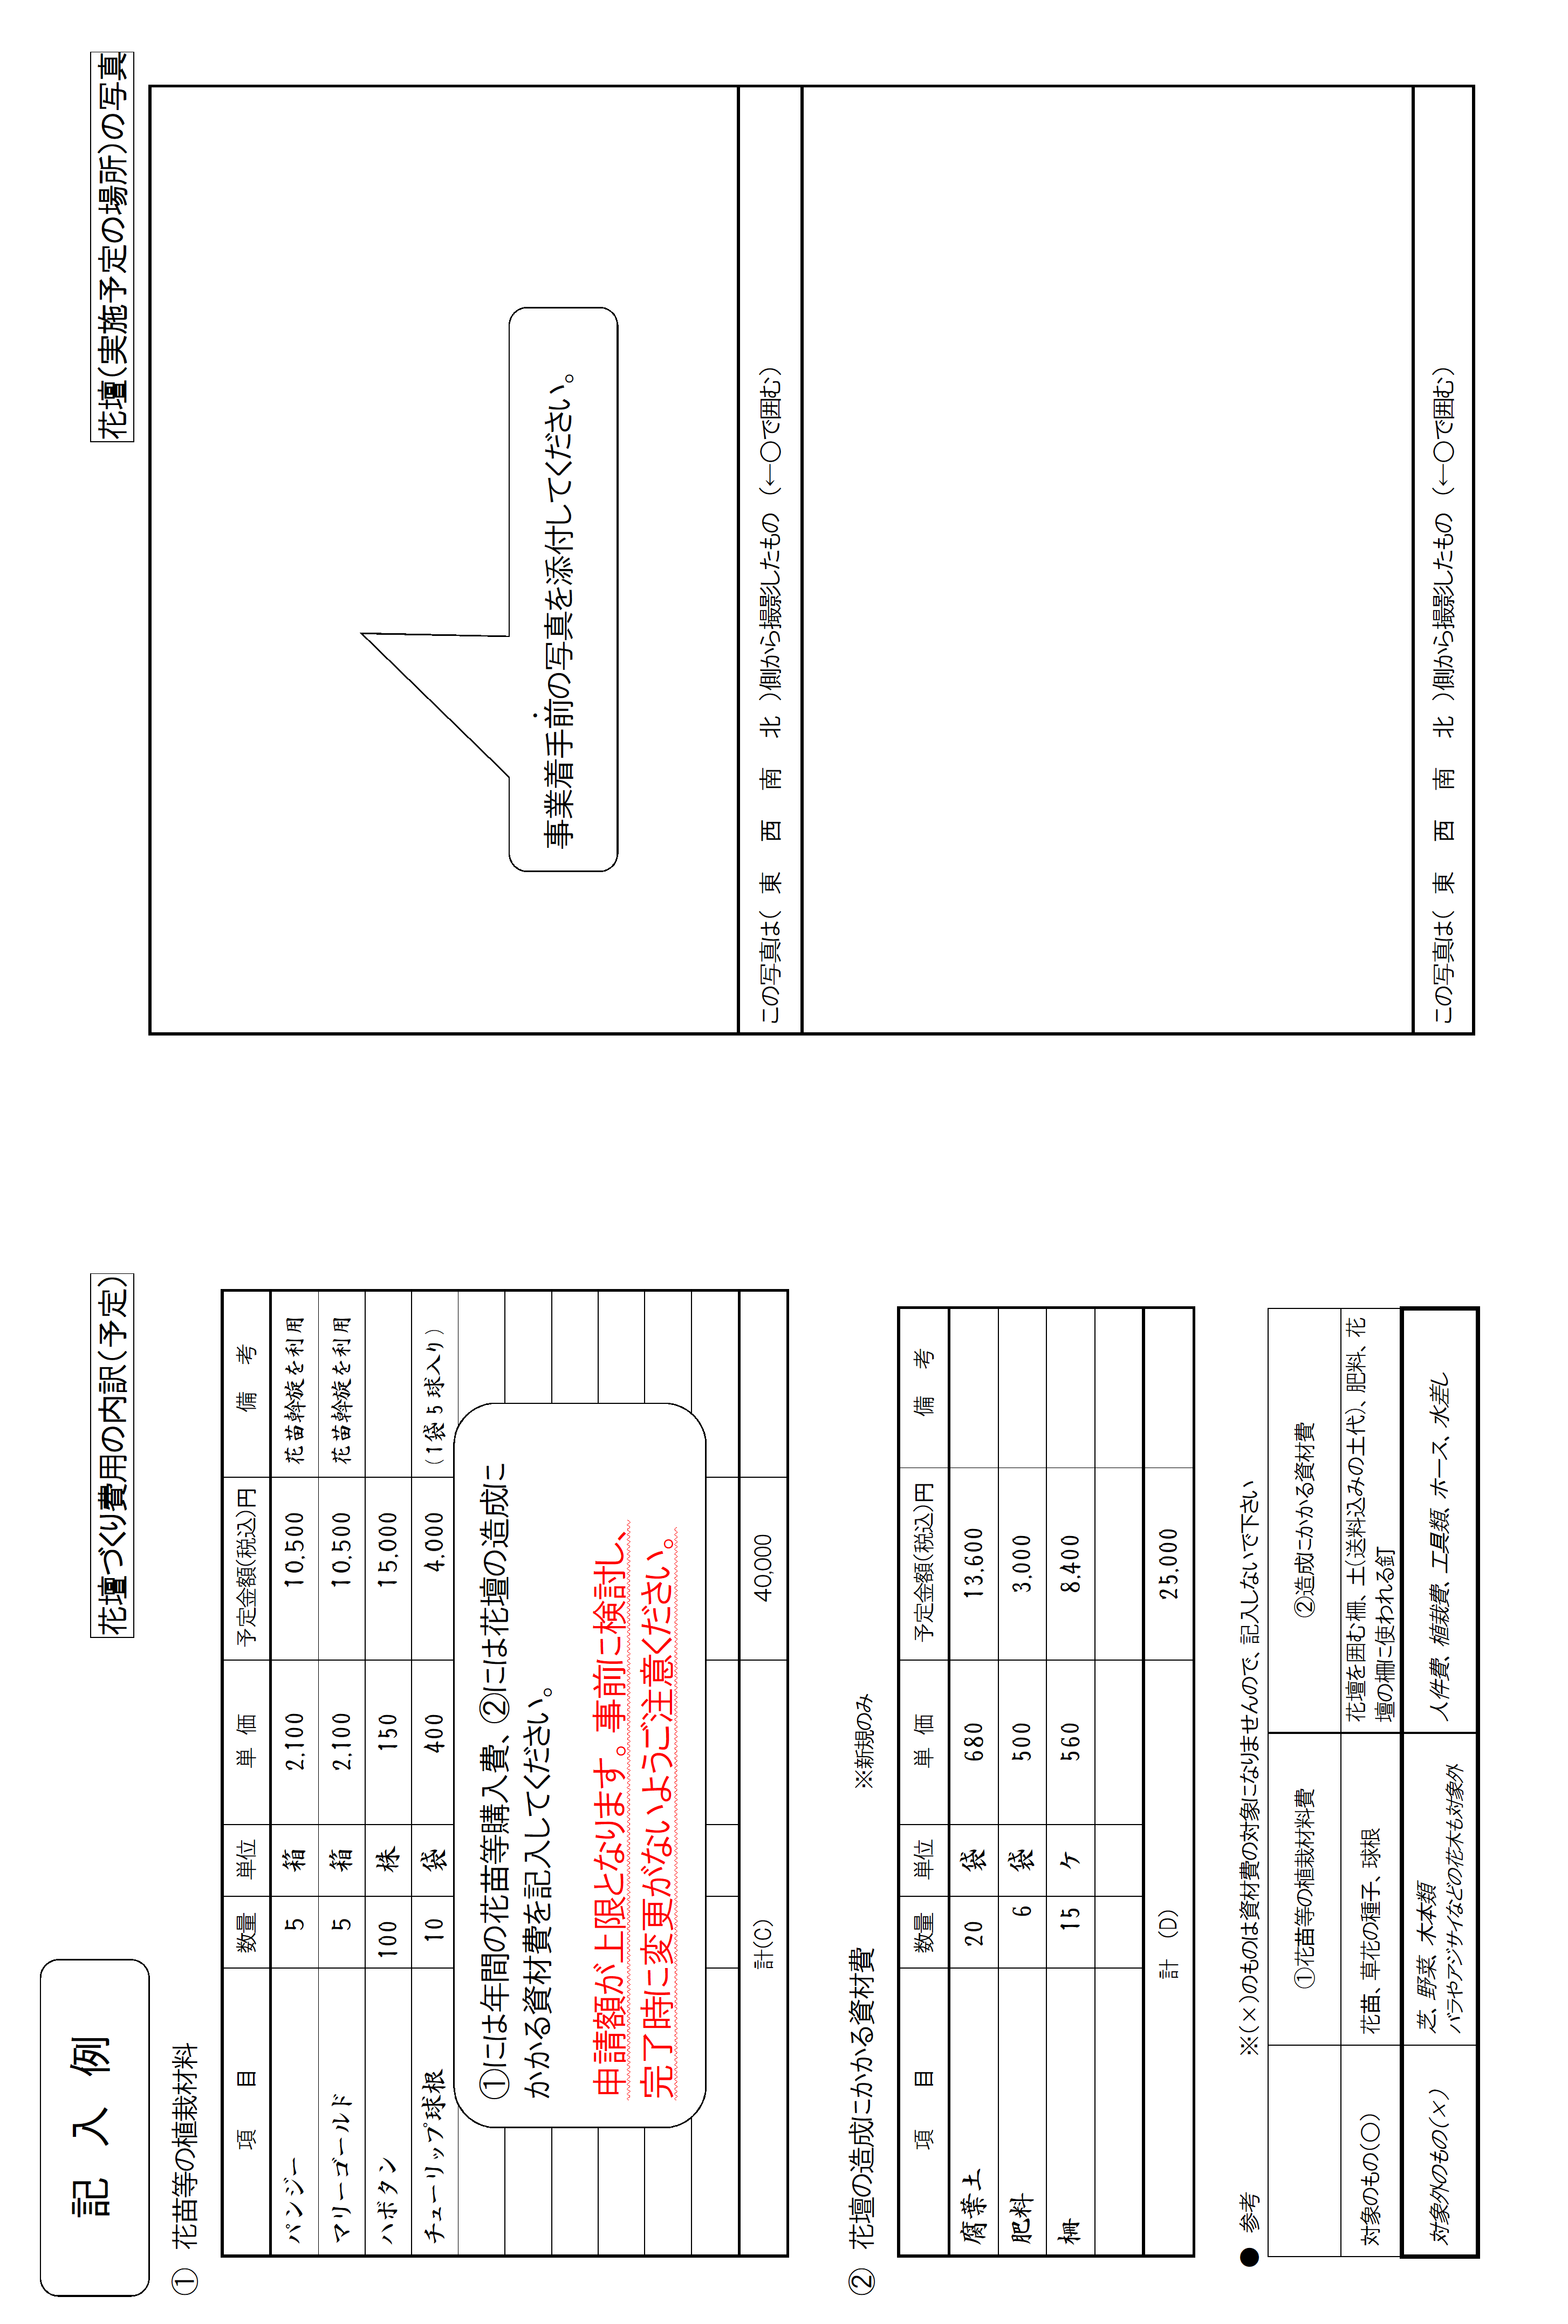 記 入 例
花壇づくり費用の内訳(予定)
① 花苗等の植栽材料
項 目 数量 単位 単 価 予定金額(税込)円 備 考
パンジー 5 箱 2.100 10.500 花苗斡旋を利用
マリーゴールド 5 箱 2.100 10.500 花苗斡旋を利用
ハボタン 100 株 150 15.000
チューリップ球根 10 袋 400 4.000 (1袋5球入り)
①には年間の花苗等購入費、②には花壇の造成に
かかる資材費を記入してください。
申請額が上限となります。事前に検討し、
完了時に変更がないようご注意ください。
計(C) 40,000
② 花壇の造成にかかる資材費 ※新規のみ
項 目 数量 単位 単 価 予定金額(税込)円 備 考
腐葉土 20 袋 680 13.600
肥料 6 袋 500 3.000
柵 15 ケ 560 8.400
計 (D) 25.000
● 参考 ※(×)のものは資材費の対象になりませんので、記入しないで下さい
①花苗等の植栽材料費 ②造成にかかる資材費
対象のもの(○) 花苗、草花の種子、球根 花壇を囲む柵、土(送料込みの土代)、肥料、花
壇の柵に使われる釘
対象外のもの(×) 芝、野菜、木本類 人件費、植栽費、工具類、ホース、水差し
バラやアジサイなどの花木も対象外
花壇(実施予定の場所)の写真
事業着手前の写真を添付してください。
この写真は( 東 西 南 北 )側から撮影したもの (←○で囲む)
この写真は( 東 西 南 北 )側から撮影したもの (←○で囲む)